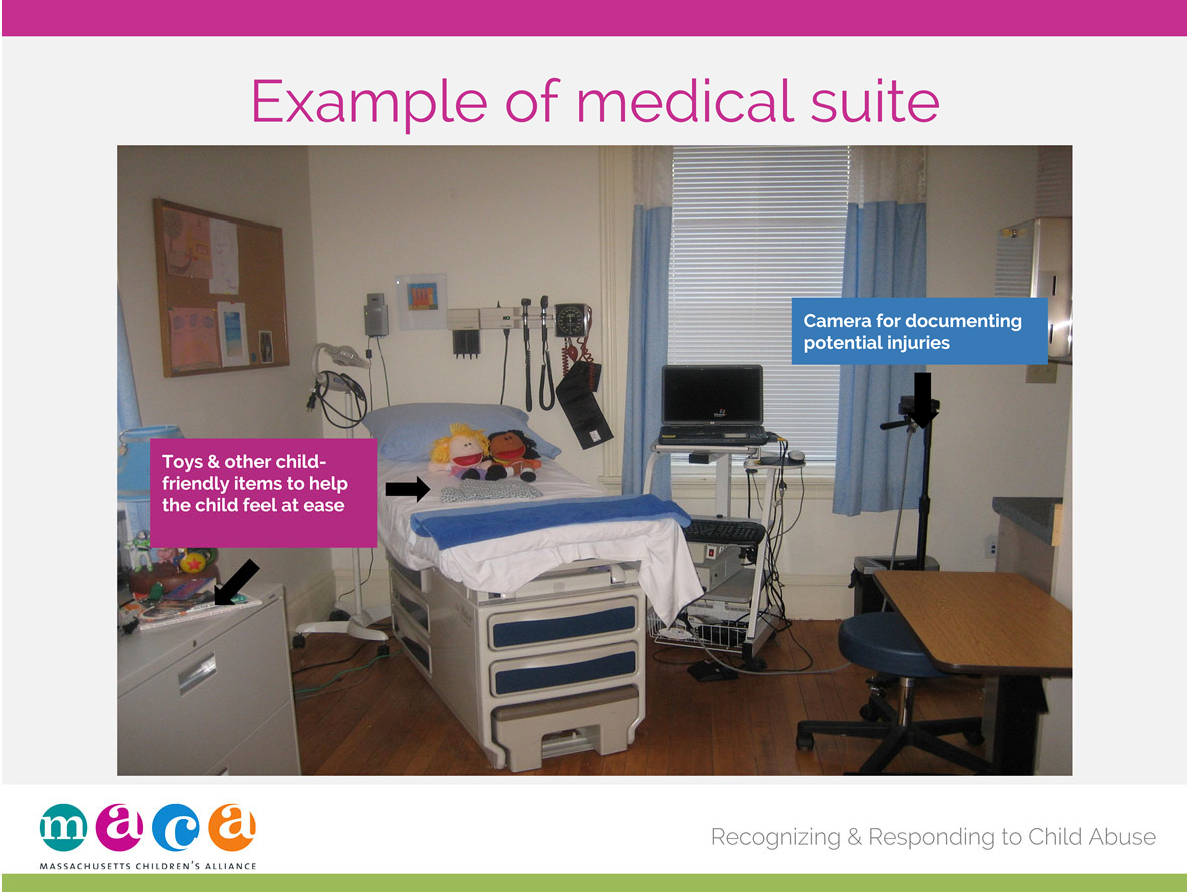 Example of medical suite
Camera for documenting
potential injuries
Toys & other child-
friendly items to help
the child feel at ease
maca
MASSACHUSETTS CHILDREN'S ALLIANCE
Recognizing & Responding to Child Abuse